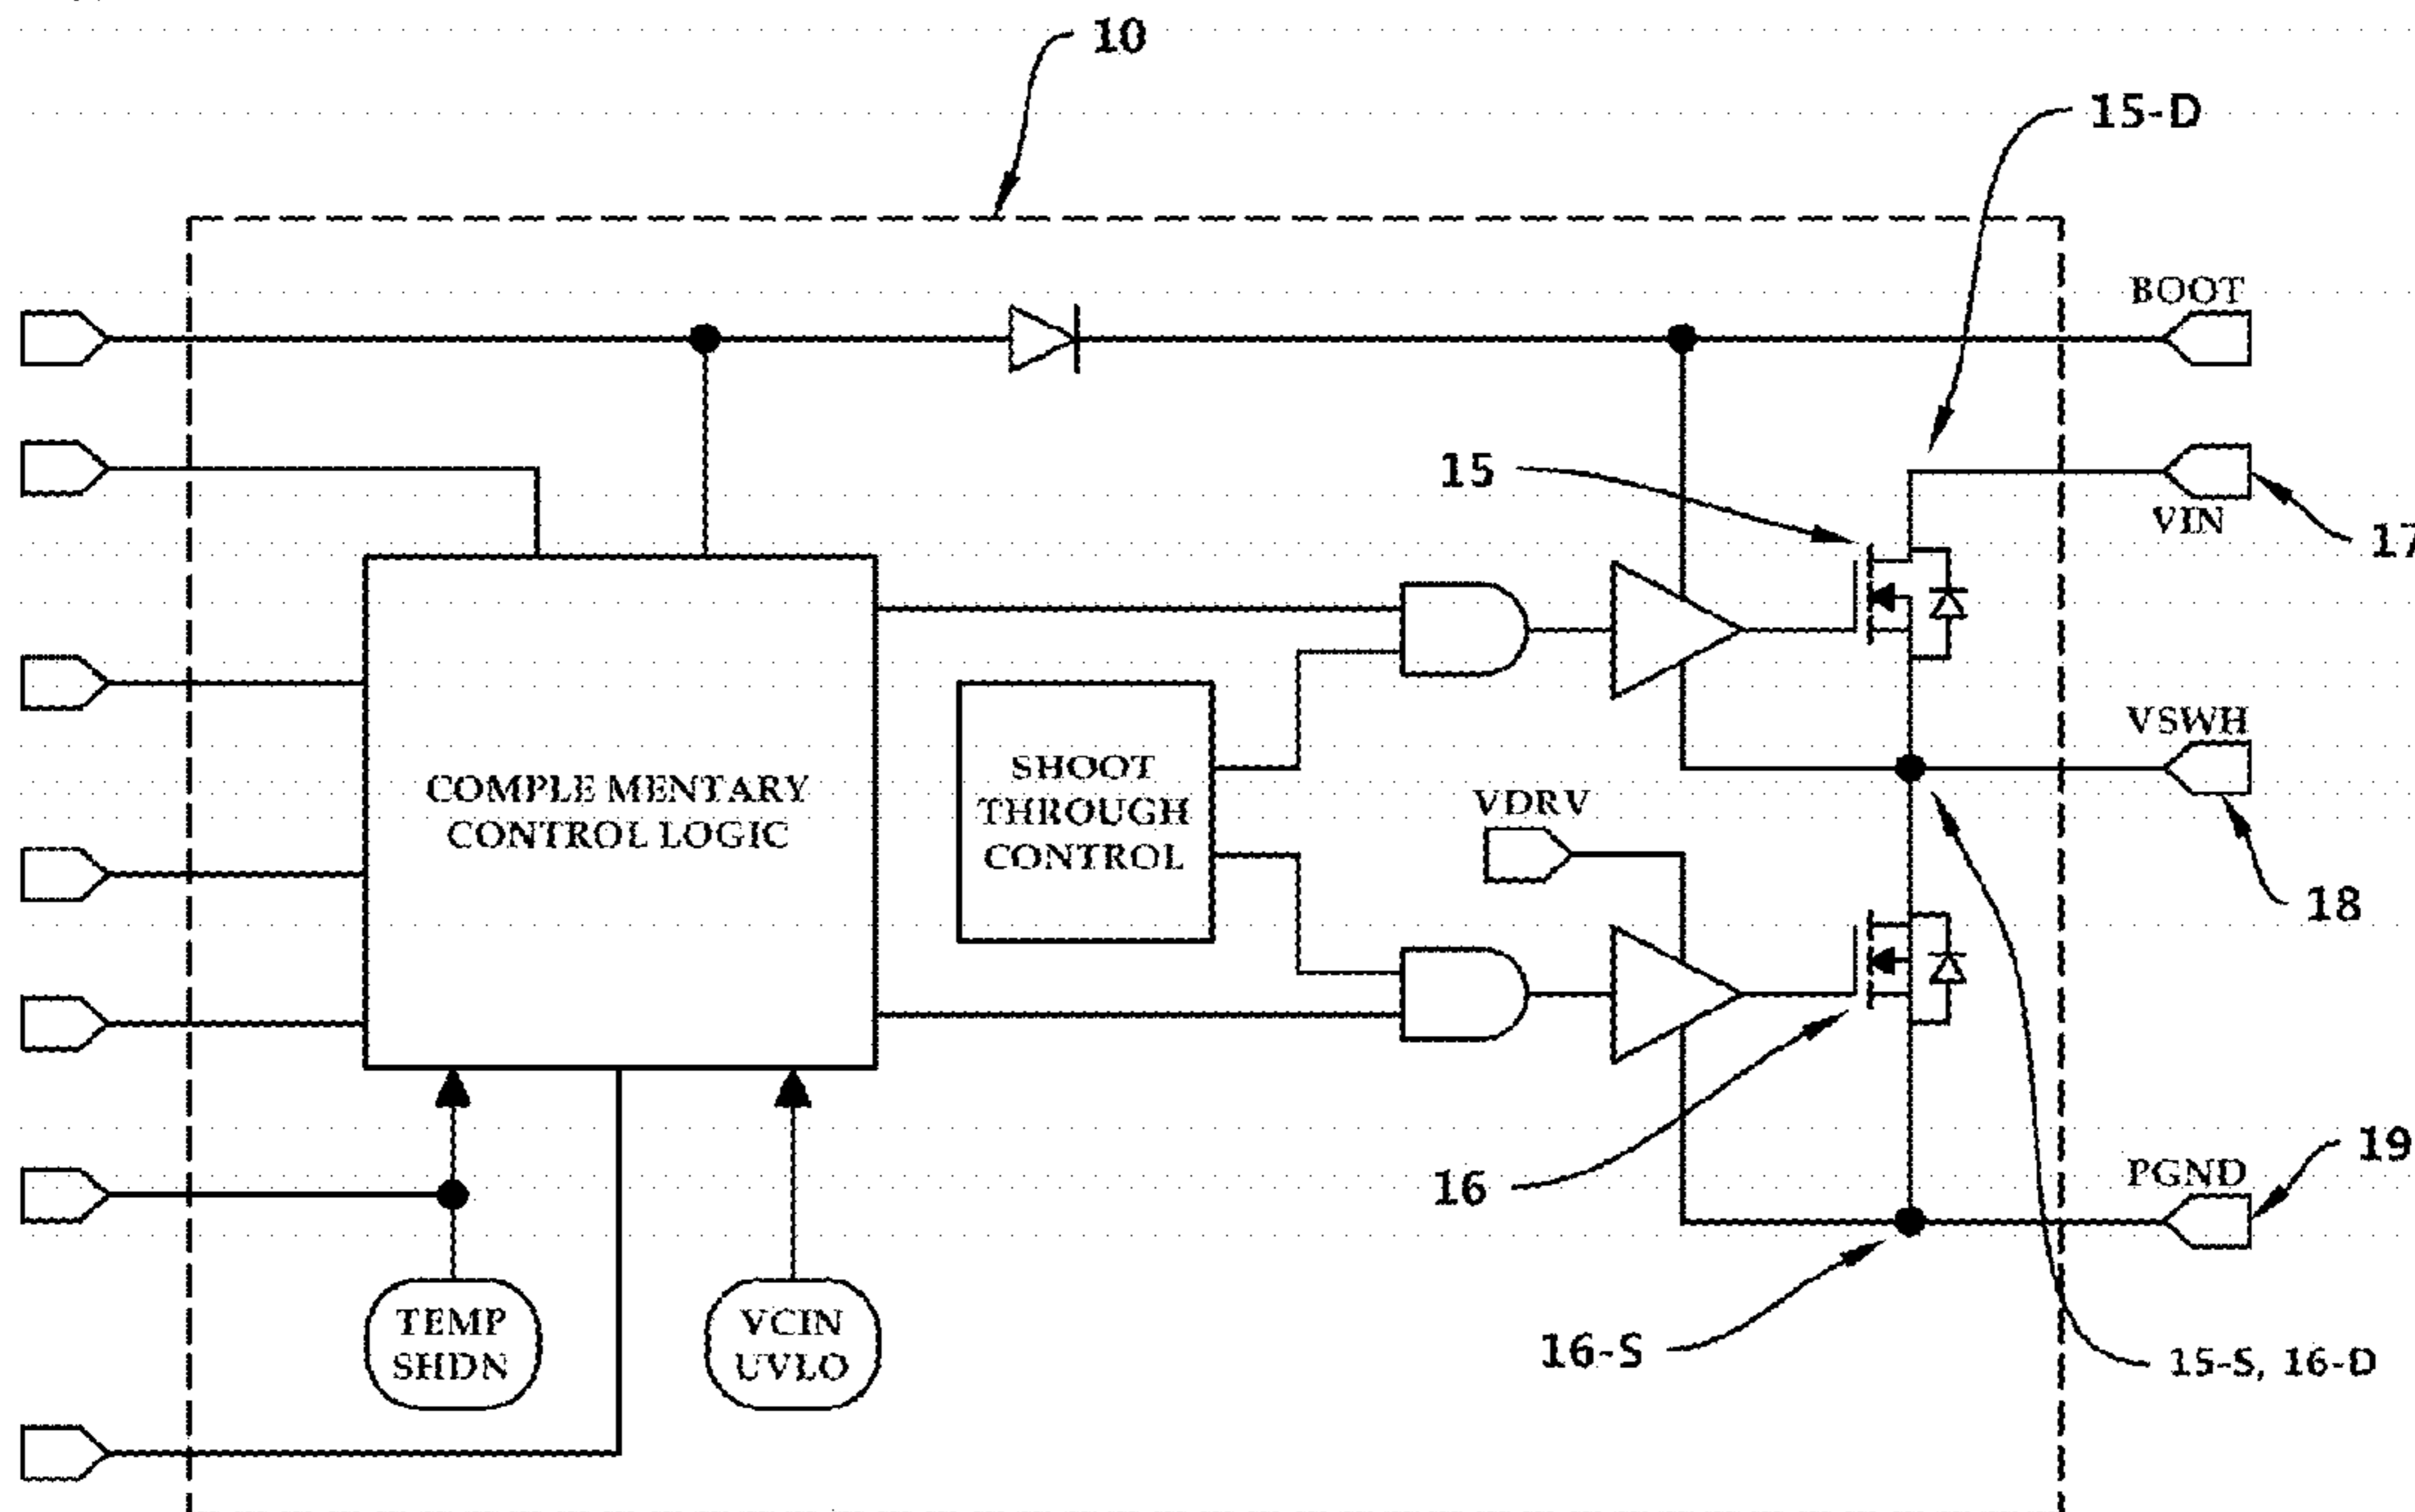 10
15-D
BOOT
15
VIN
17
VSWH
COMPLE MENTARY
CONTROL LOGIC
SHOOT
THROUGH
CONTROL
VDRV
18
19
PGND
16
16-S
15-S, 16-D
TEMP
SHDN
VCIN
UVLO